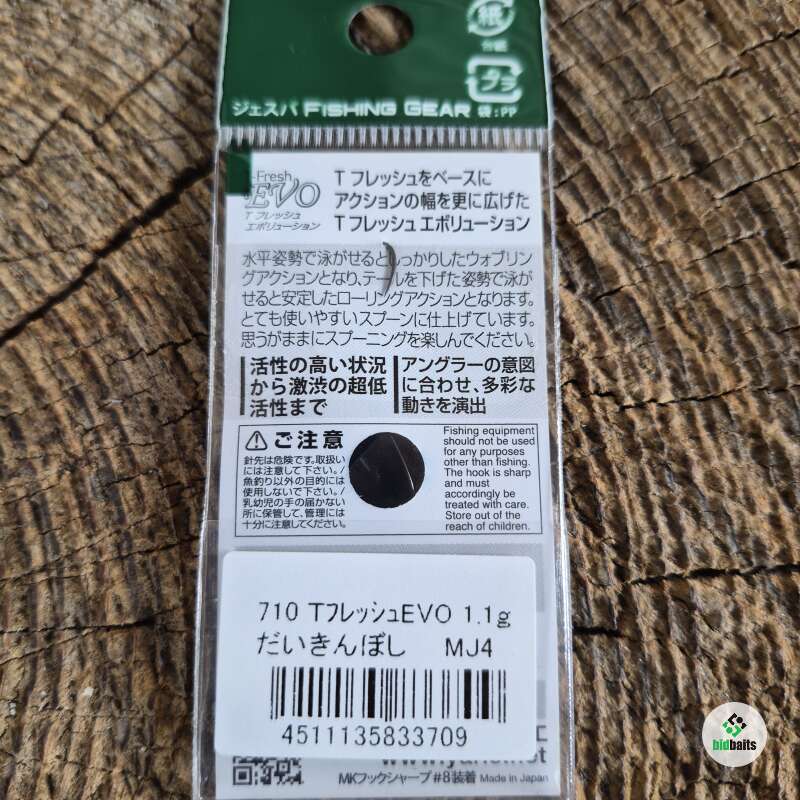 紙
台紙
プラ
ジェスパ FISHING GEAR 袋:PP
-Fresh
EVO
T フレッシュ
エボリューション
T フレッシュをベースに
アクションの幅を更に広げた
T フレッシュ エボリューション
水平姿勢で泳がせるとしっかりしたウォブリン
グアクションとなり、テールを下げた姿勢で泳が
せると安定したローリングアクションとなります。
とても使いやすいスプーンに仕上げています。
思うがままにスプーニングを楽しんでください。
活性の高い状況
から激渋の超低
活性まで
アングラーの意図
に合わせ、多彩な
動きを演出
ご注意
針先は危険です。取扱い
には注意して下さい。/
魚釣り以外の目的には
使用しないで下さい。/
乳幼児の手の届かない
所に保管して、管理には
十分に注意してください。
Fishing equipment
should not be used
for any purposes
other than fishing.
The hook is sharp
and must
accordingly be
treated with care.
Store out of the
reach of children.
710 TフレッシュEVO 1.1g
だいきんぼし MJ4
4511135833709
MKフックシャープ#8装着 Made in Japan
bidbaits